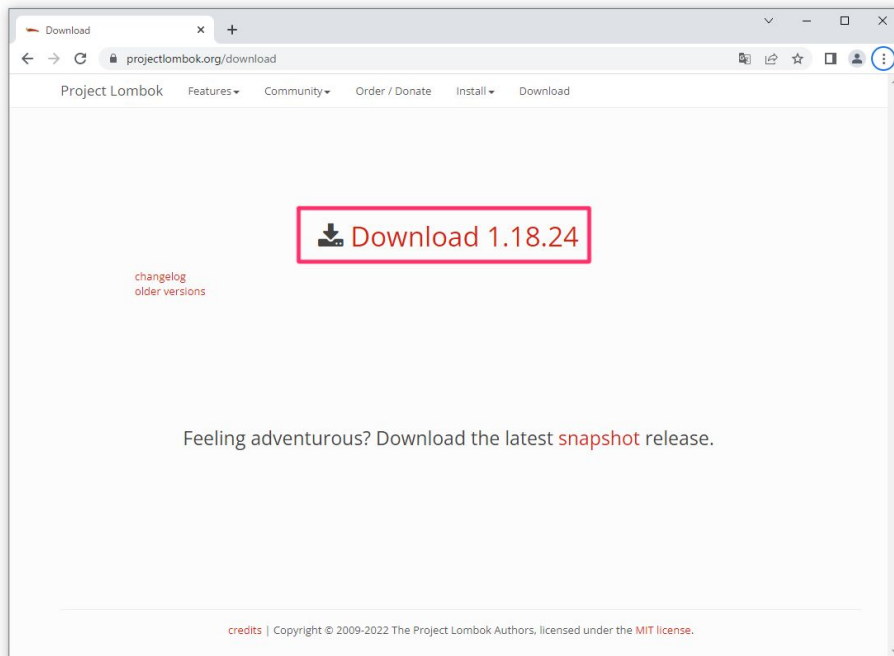 Download
projectlombok.org/download
Project Lombok Features Community Order / Donate Install Download
Download 1.18.24
changelog
older versions
Feeling adventurous? Download the latest snapshot release.
credits | Copyright © 2009-2022 The Project Lombok Authors, licensed under the MIT license.